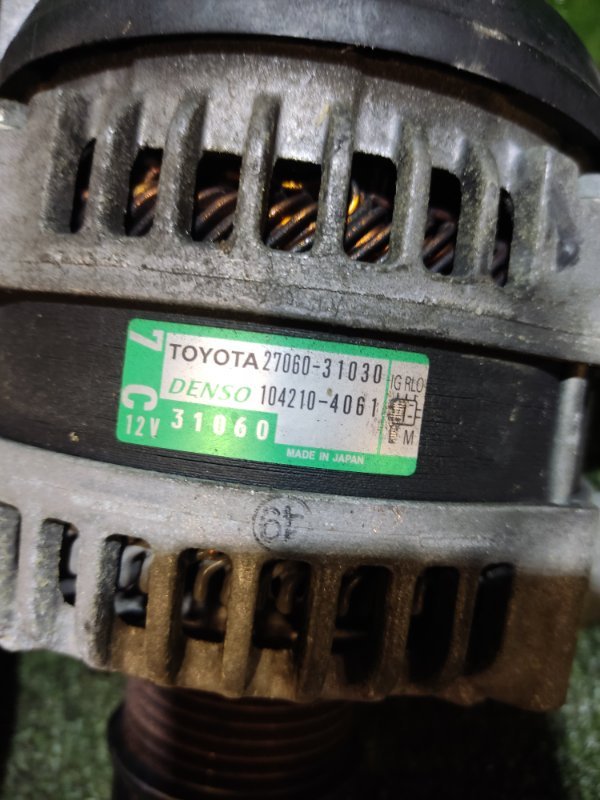 7
TOYOTA 27060-31030
DENSO 104210-4061
C
12V 31060
MADE IN JAPAN
IG RLO
M